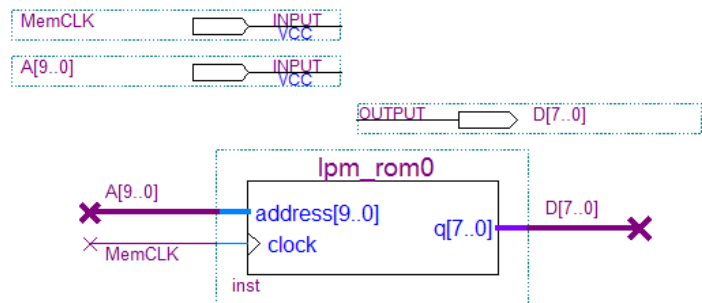 MemCLK INPUT
VCC
A[9..0] INPUT
VCC
OUTPUT D[7..0]
lpm_rom0
A[9..0] address[9..0] q[7..0] D[7..0]
MemCLK clock
inst